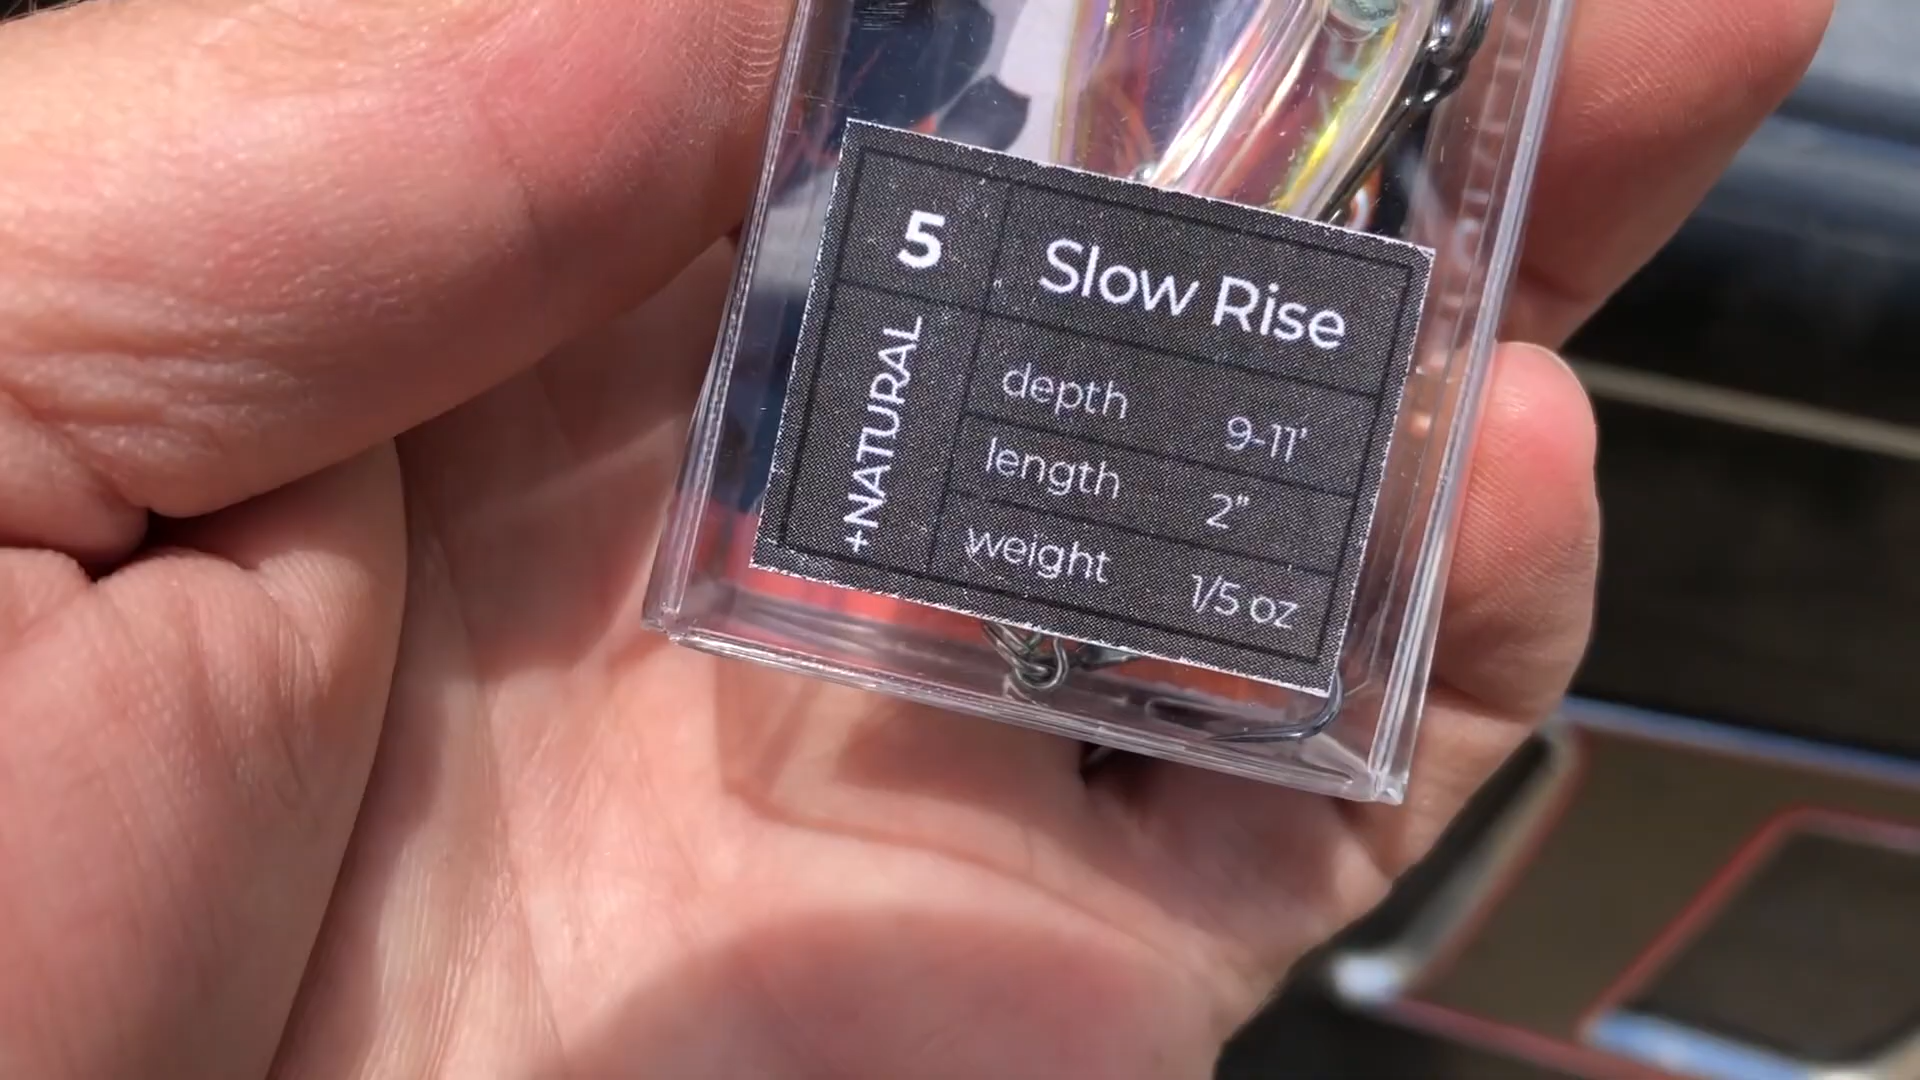 5
Slow Rise
+NATURAL
depth 9-11'
length 2"
weight 1/5 oz